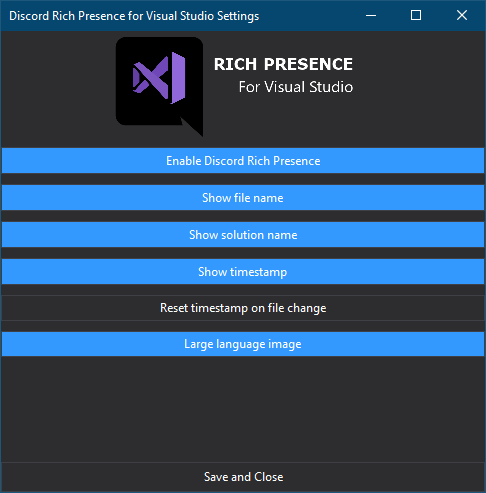 Discord Rich Presence for Visual Studio Settings
RICH PRESENCE
For Visual Studio
Enable Discord Rich Presence
Show file name
Show solution name
Show timestamp
Reset timestamp on file change
Large language image
Save and Close